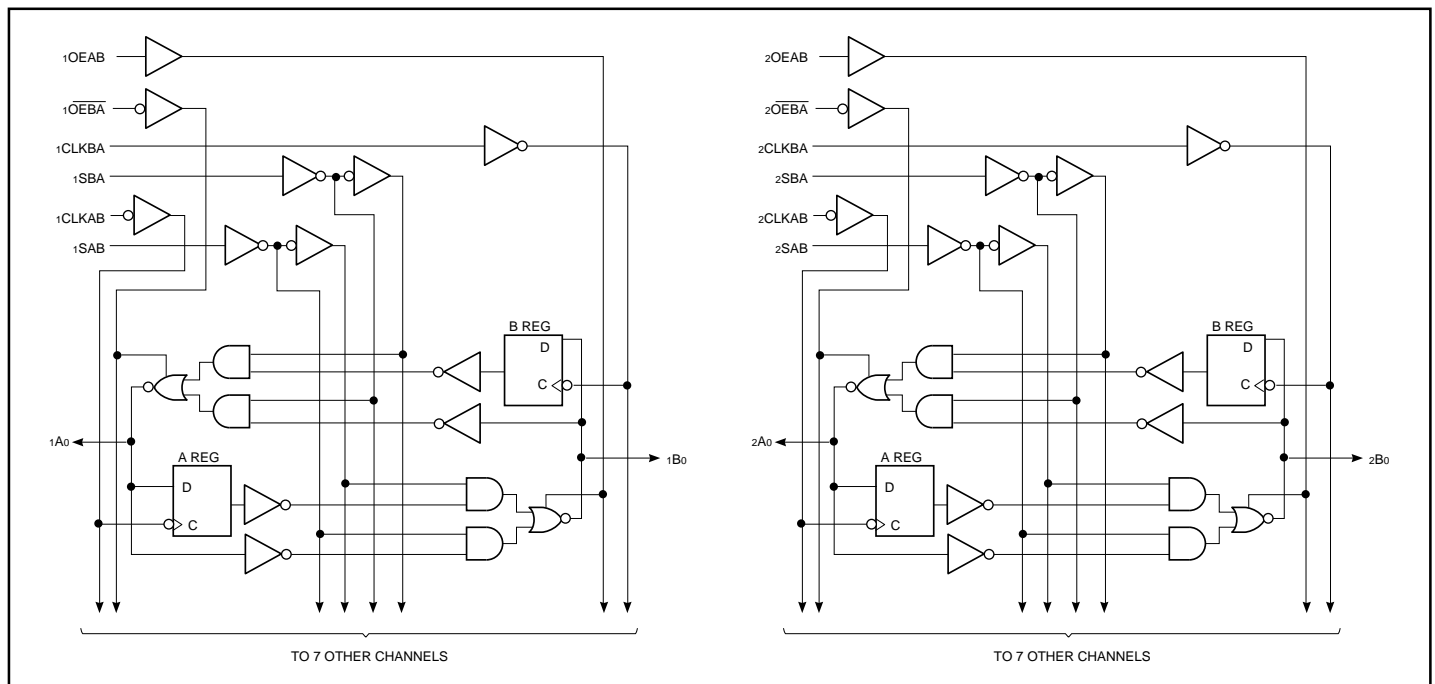 1OEAB
1OEBA
1CLKBA
1SBA
1CLKAB
1SAB
B REG
D
C
1A0
A REG
D
C
1B0
TO 7 OTHER CHANNELS
2OEAB
2OEBA
2CLKBA
2SBA
2CLKAB
2SAB
B REG
D
C
2A0
A REG
D
C
2B0
TO 7 OTHER CHANNELS